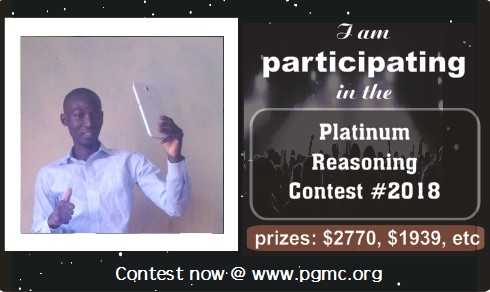 I am
participating
in the
Platinum
Reasoning
Contest #2018
prizes: $2770, $1939, etc
Contest now @ www.pgmc.org